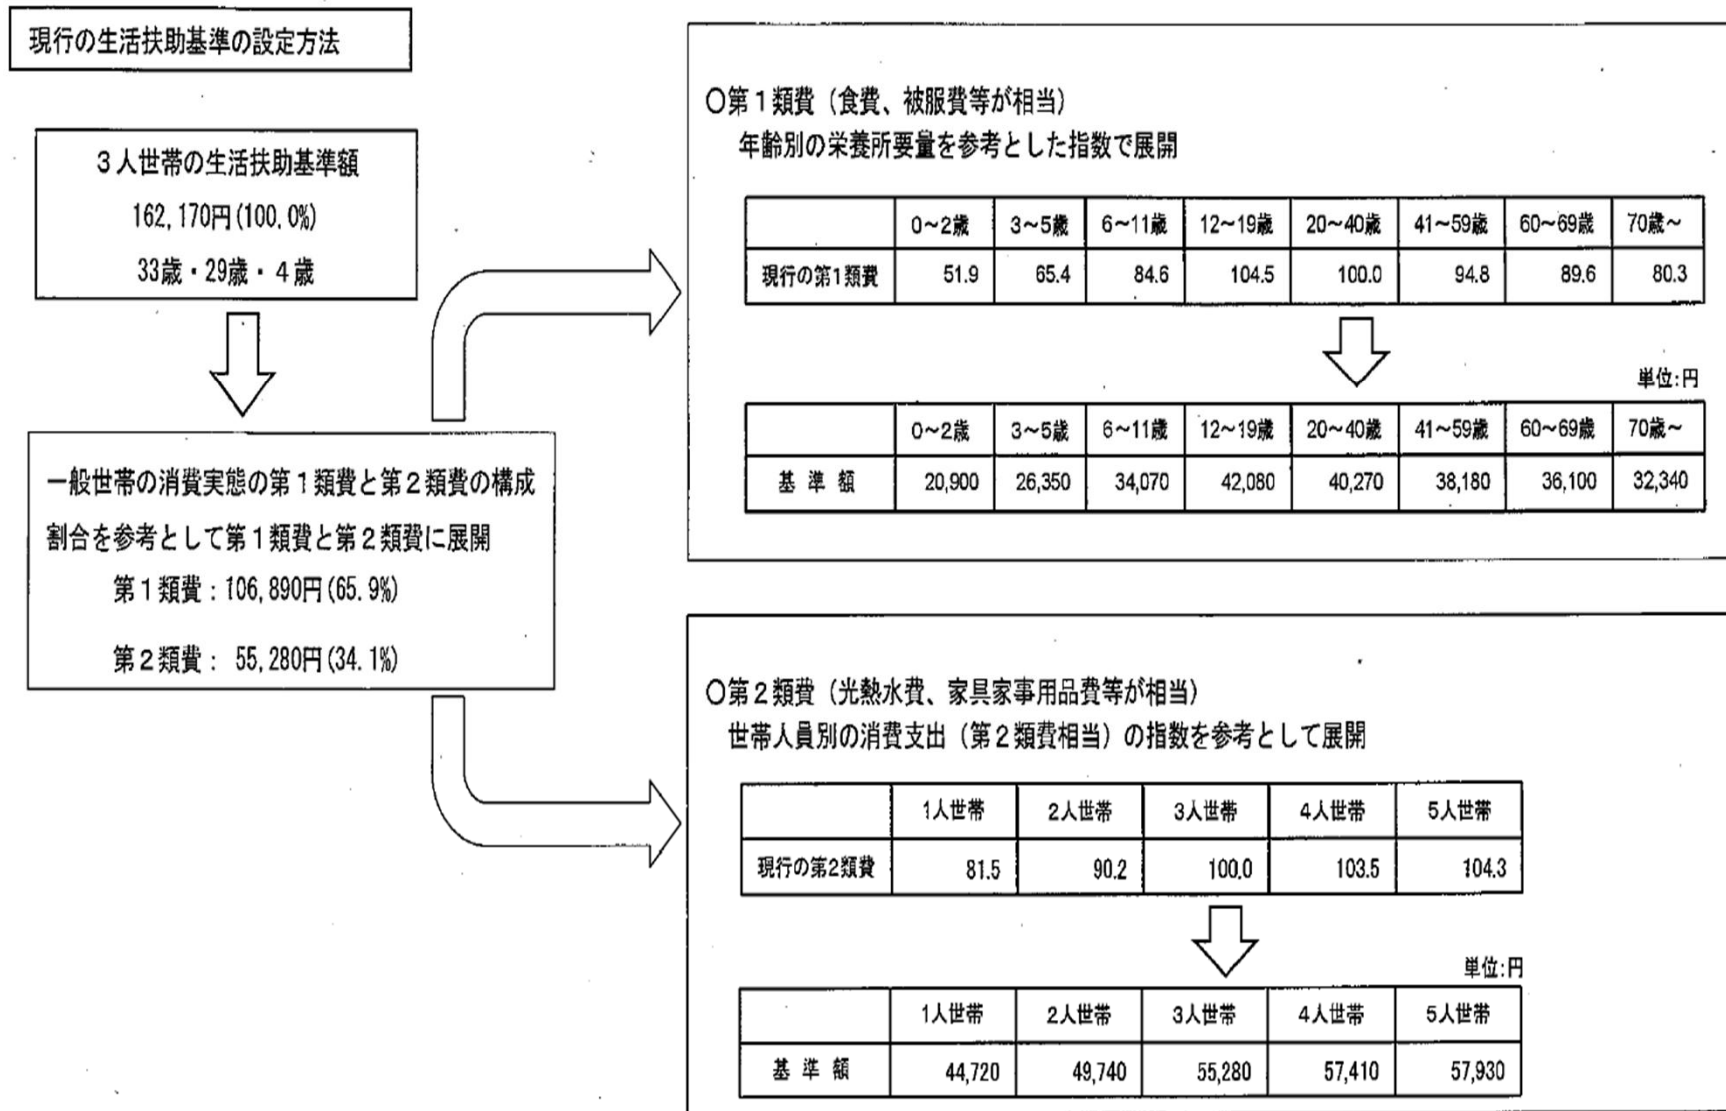 現行の生活扶助基準の設定方法
3人世帯の生活扶助基準額
162,170円(100.0%)
33歳・29歳・4歳
一般世帯の消費実態の第1類費と第2類費の構成
割合を参考として第1類費と第2類費に展開
第1類費：106,890円(65.9%)
第2類費： 55,280円(34.1%)
○第1類費（食費、被服費等が相当）
年齢別の栄養所要量を参考とした指数で展開
0～2歳 3～5歳 6～11歳 12～19歳 20～40歳 41～59歳 60～69歳 70歳～
現行の第1類費 51.9 65.4 84.6 104.5 100.0 94.8 89.6 80.3
単位:円
0～2歳 3～5歳 6～11歳 12～19歳 20～40歳 41～59歳 60～69歳 70歳～
基準額 20,900 26,350 34,070 42,080 40,270 38,180 36,100 32,340
○第2類費（光熱水費、家具家事用品費等が相当）
世帯人員別の消費支出（第2類費相当）の指数を参考として展開
1人世帯 2人世帯 3人世帯 4人世帯 5人世帯
現行の第2類費 81.5 90.2 100.0 103.5 104.3
単位:円
1人世帯 2人世帯 3人世帯 4人世帯 5人世帯
基準額 44,720 49,740 55,280 57,410 57,930